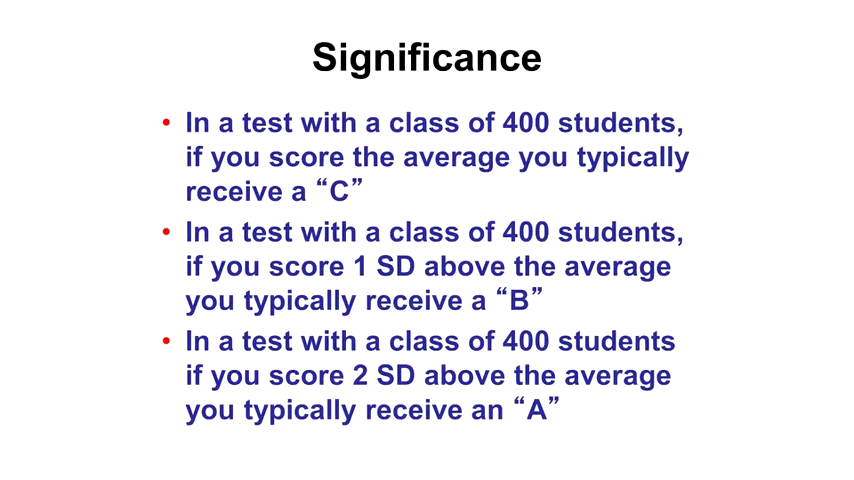 Significance
• In a test with a class of 400 students,
if you score the average you typically
receive a “C”
• In a test with a class of 400 students,
if you score 1 SD above the average
you typically receive a “B”
• In a test with a class of 400 students
if you score 2 SD above the average
you typically receive an “A”